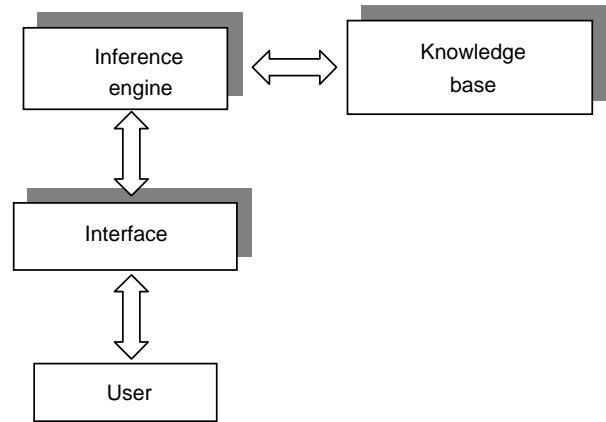 Inference
engine
Knowledge
base
Interface
User